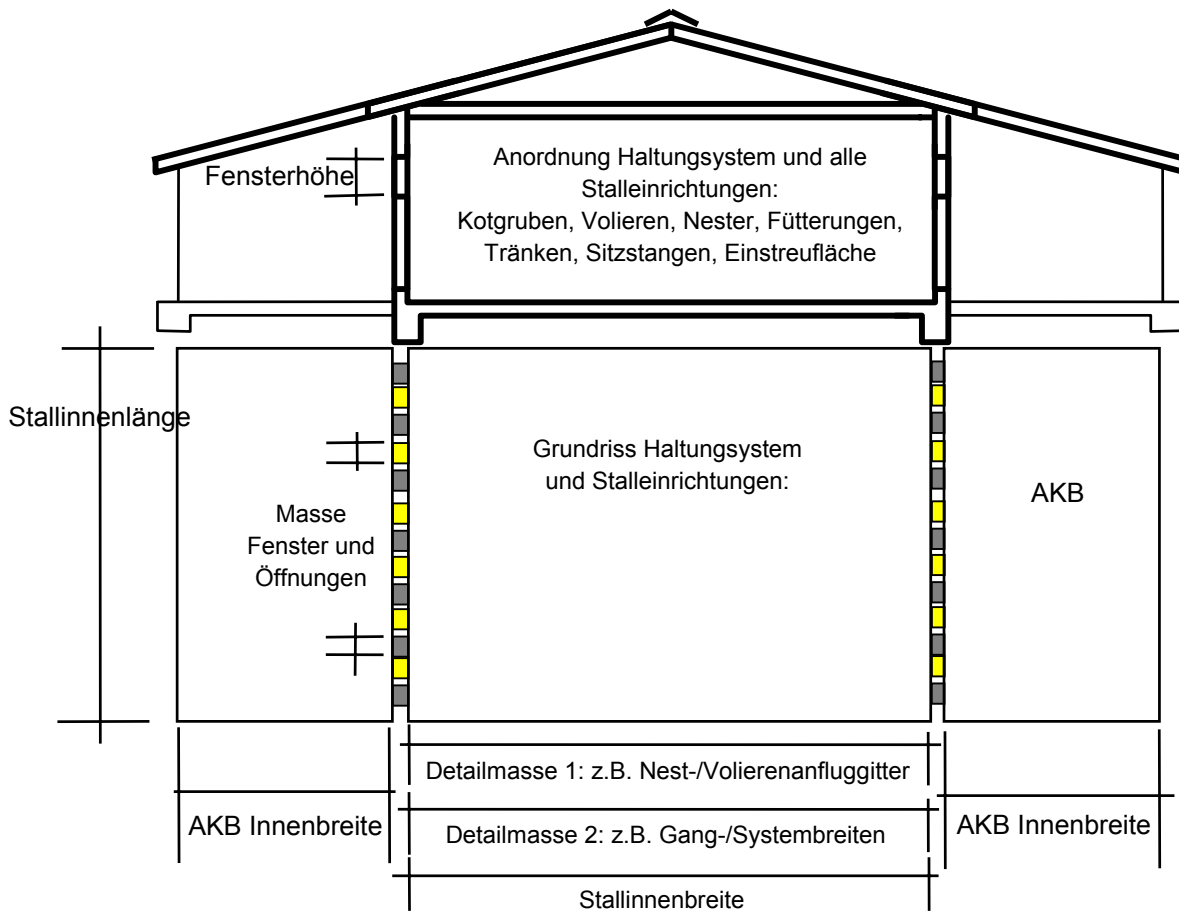 Fensterhöhe
Anordnung Haltungsystem und alle
Stalleinrichtungen:
Kotgruben, Volieren, Nester, Fütterungen,
Tränken, Sitzstangen, Einstreufläche
Stallinnenlänge
Masse
Fenster und
Öffnungen
Grundriss Haltungsystem
und Stalleinrichtungen:
AKB
Detailmasse 1: z.B. Nest-/Volierenanfluggitter
AKB Innenbreite
Detailmasse 2: z.B. Gang-/Systembreiten
AKB Innenbreite
Stallinnenbreite